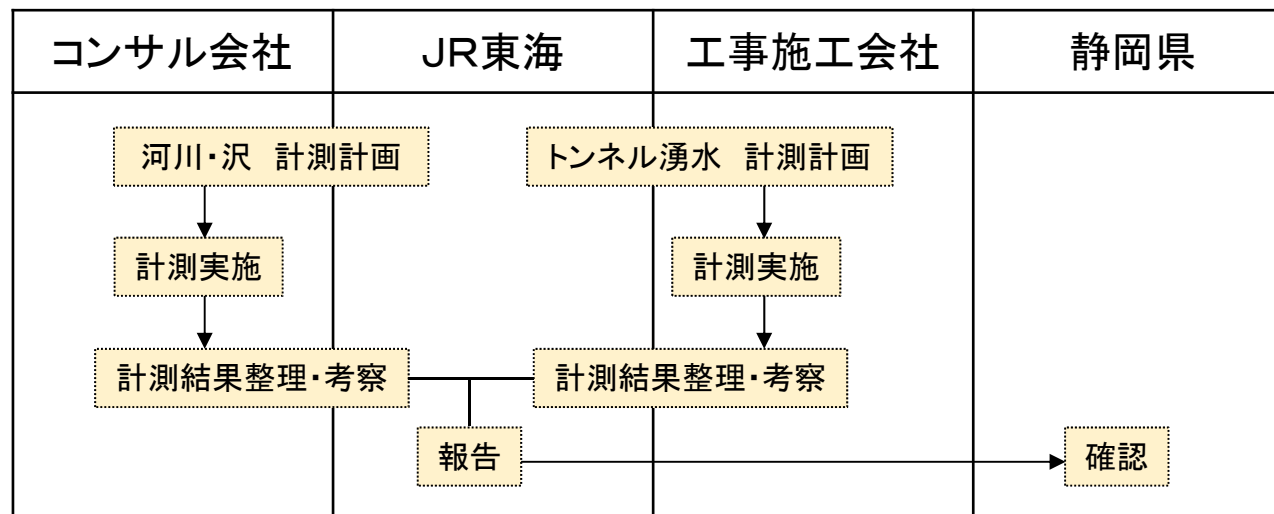 コンサル会社
JR東海
工事施工会社
静岡県
河川・沢 計測計画
トンネル湧水 計測計画
計測実施
計測実施
計測結果整理・考察
計測結果整理・考察
報告
確認